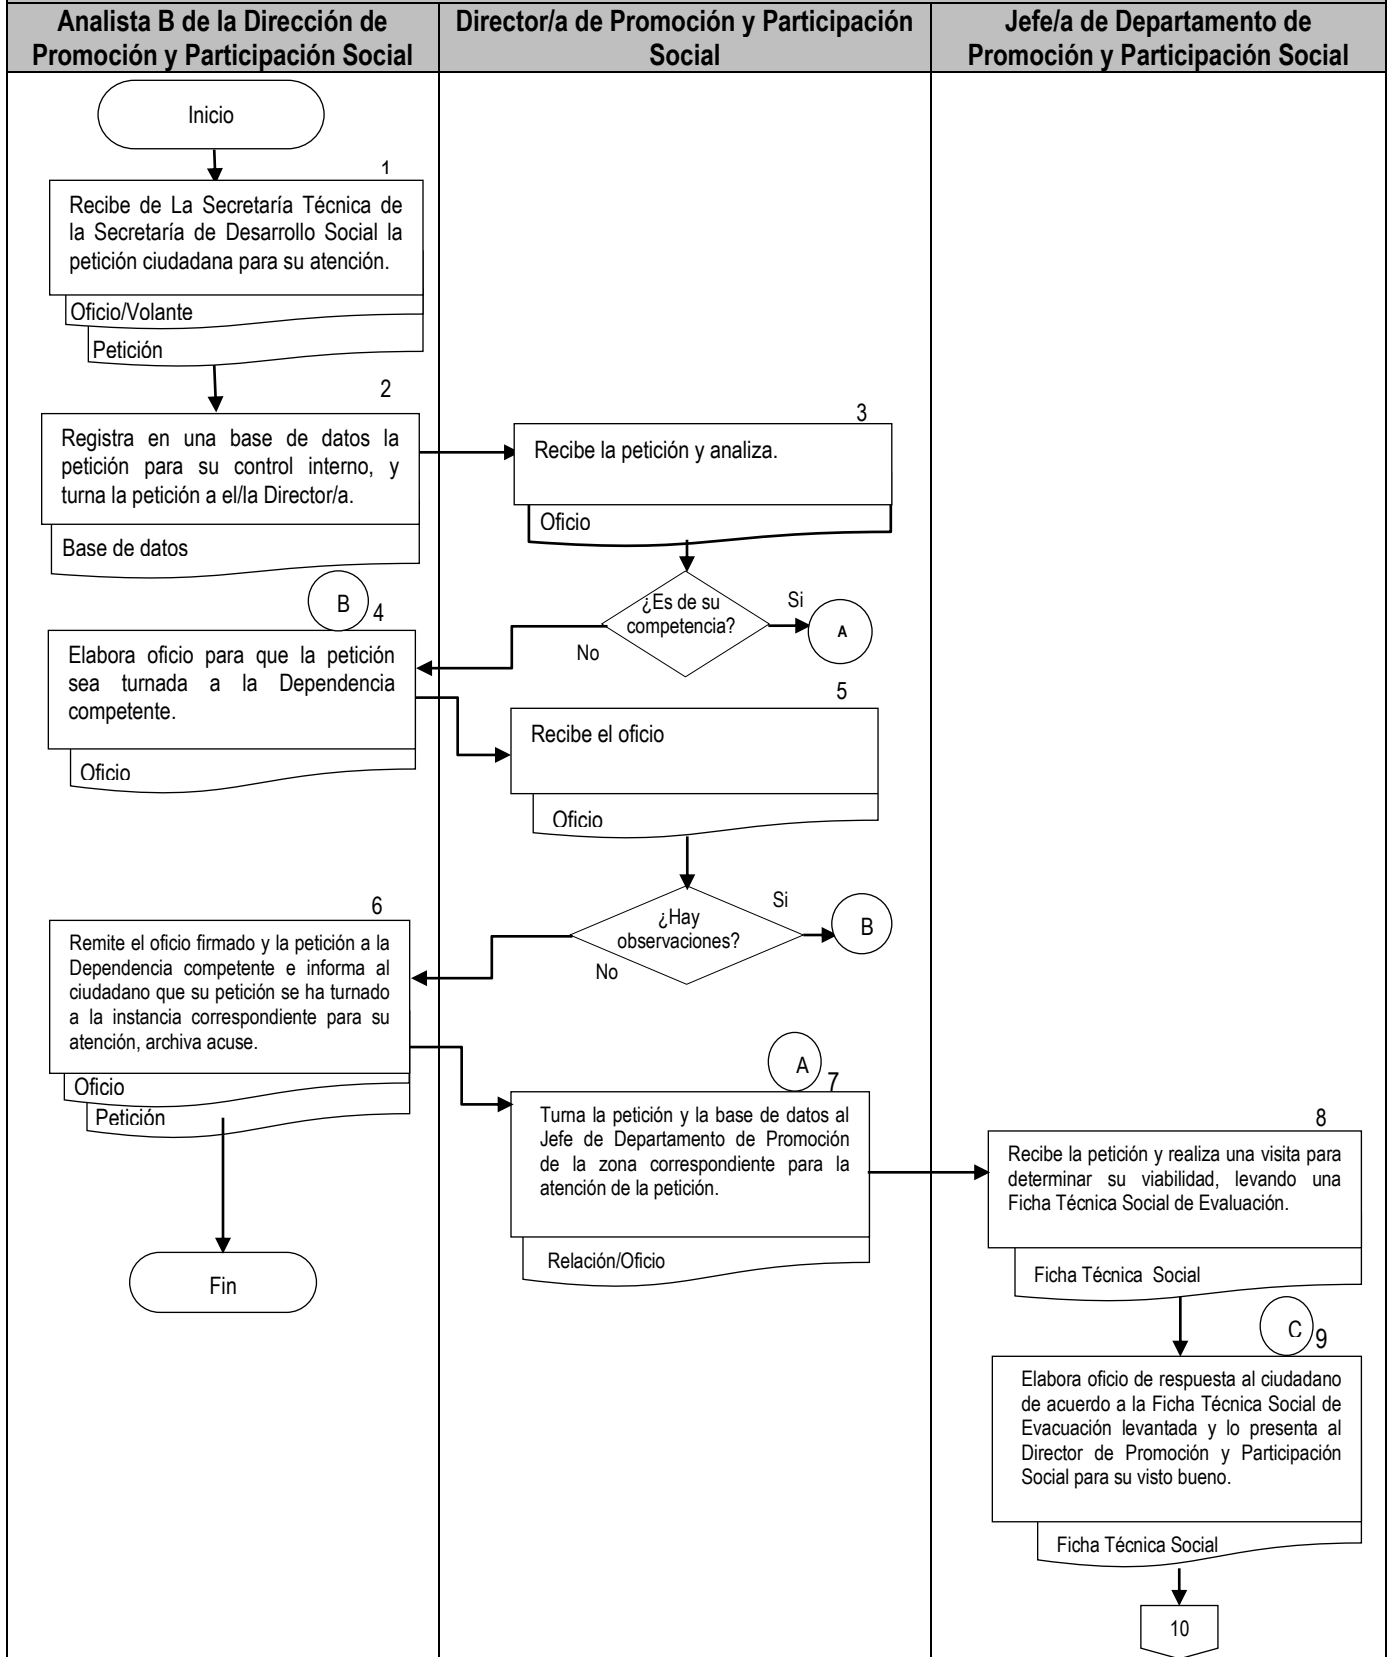 Analista B de la Dirección de
Promoción y Participación Social
Director/a de Promoción y Participación
Social
Jefe/a de Departamento de
Promoción y Participación Social
Inicio
1
Recibe de La Secretaría Técnica de
la Secretaría de Desarrollo Social la
petición ciudadana para su atención.
Oficio/Volante
Petición
2
Registra en una base de datos la
petición para su control interno, y
turna la petición a el/la Director/a.
Base de datos
3
Recibe la petición y analiza.
Oficio
¿Es de su
competencia?
Si
A
No
B
4
Elabora oficio para que la petición
sea turnada a la Dependencia
competente.
Oficio
5
Recibe el oficio
Oficio
¿Hay
observaciones?
Si
B
No
6
Remite el oficio firmado y la petición a la
Dependencia competente e informa al
ciudadano que su petición se ha turnado
a la instancia correspondiente para su
atención, archiva acuse.
Oficio
Petición
Fin
A
7
Turna la petición y la base de datos al
Jefe de Departamento de Promoción
de la zona correspondiente para la
atención de la petición.
Relación/Oficio
8
Recibe la petición y realiza una visita para
determinar su viabilidad, levando una
Ficha Técnica Social de Evaluación.
Ficha Técnica Social
C
9
Elabora oficio de respuesta al ciudadano
de acuerdo a la Ficha Técnica Social de
Evacuación levantada y lo presenta al
Director de Promoción y Participación
Social para su visto bueno.
Ficha Técnica Social
10